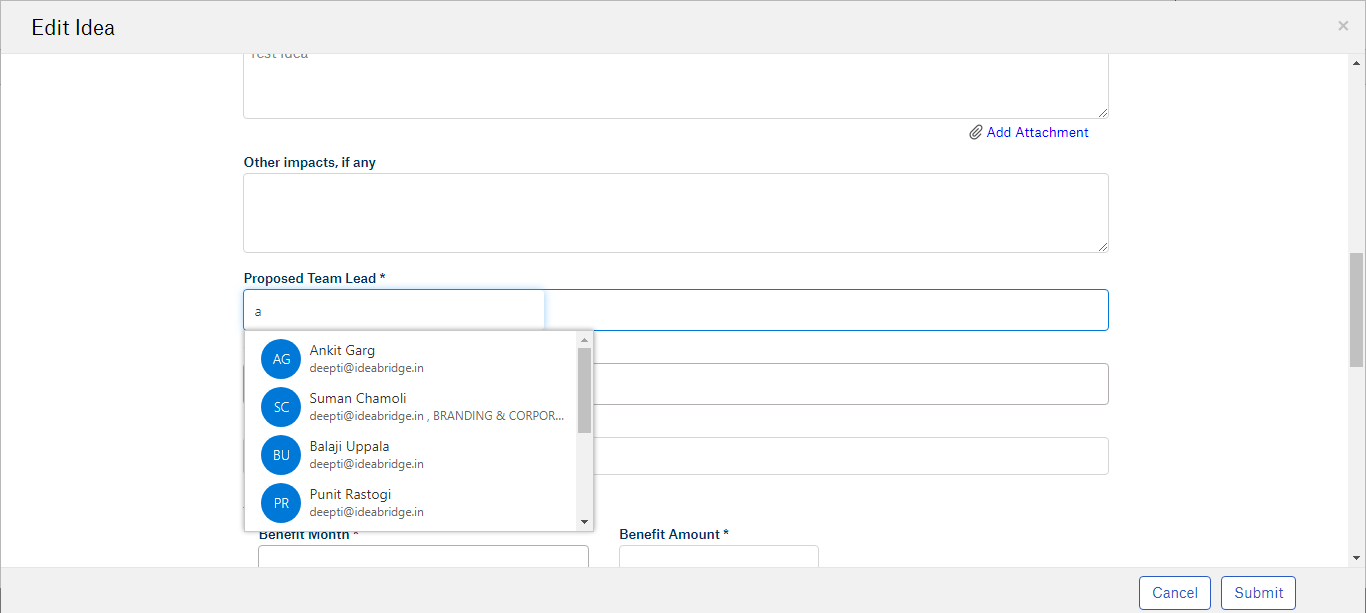 Edit Idea
×
Test Idea
Add Attachment
Other impacts, if any
Proposed Team Lead *
a
AG
Ankit Garg
deepti@ideabridge.in
SC
Suman Chamoli
deepti@ideabridge.in , BRANDING & CORPOR...
BU
Balaji Uppala
deepti@ideabridge.in
PR
Punit Rastogi
deepti@ideabridge.in
Benefit Month *
Benefit Amount *
Cancel
Submit